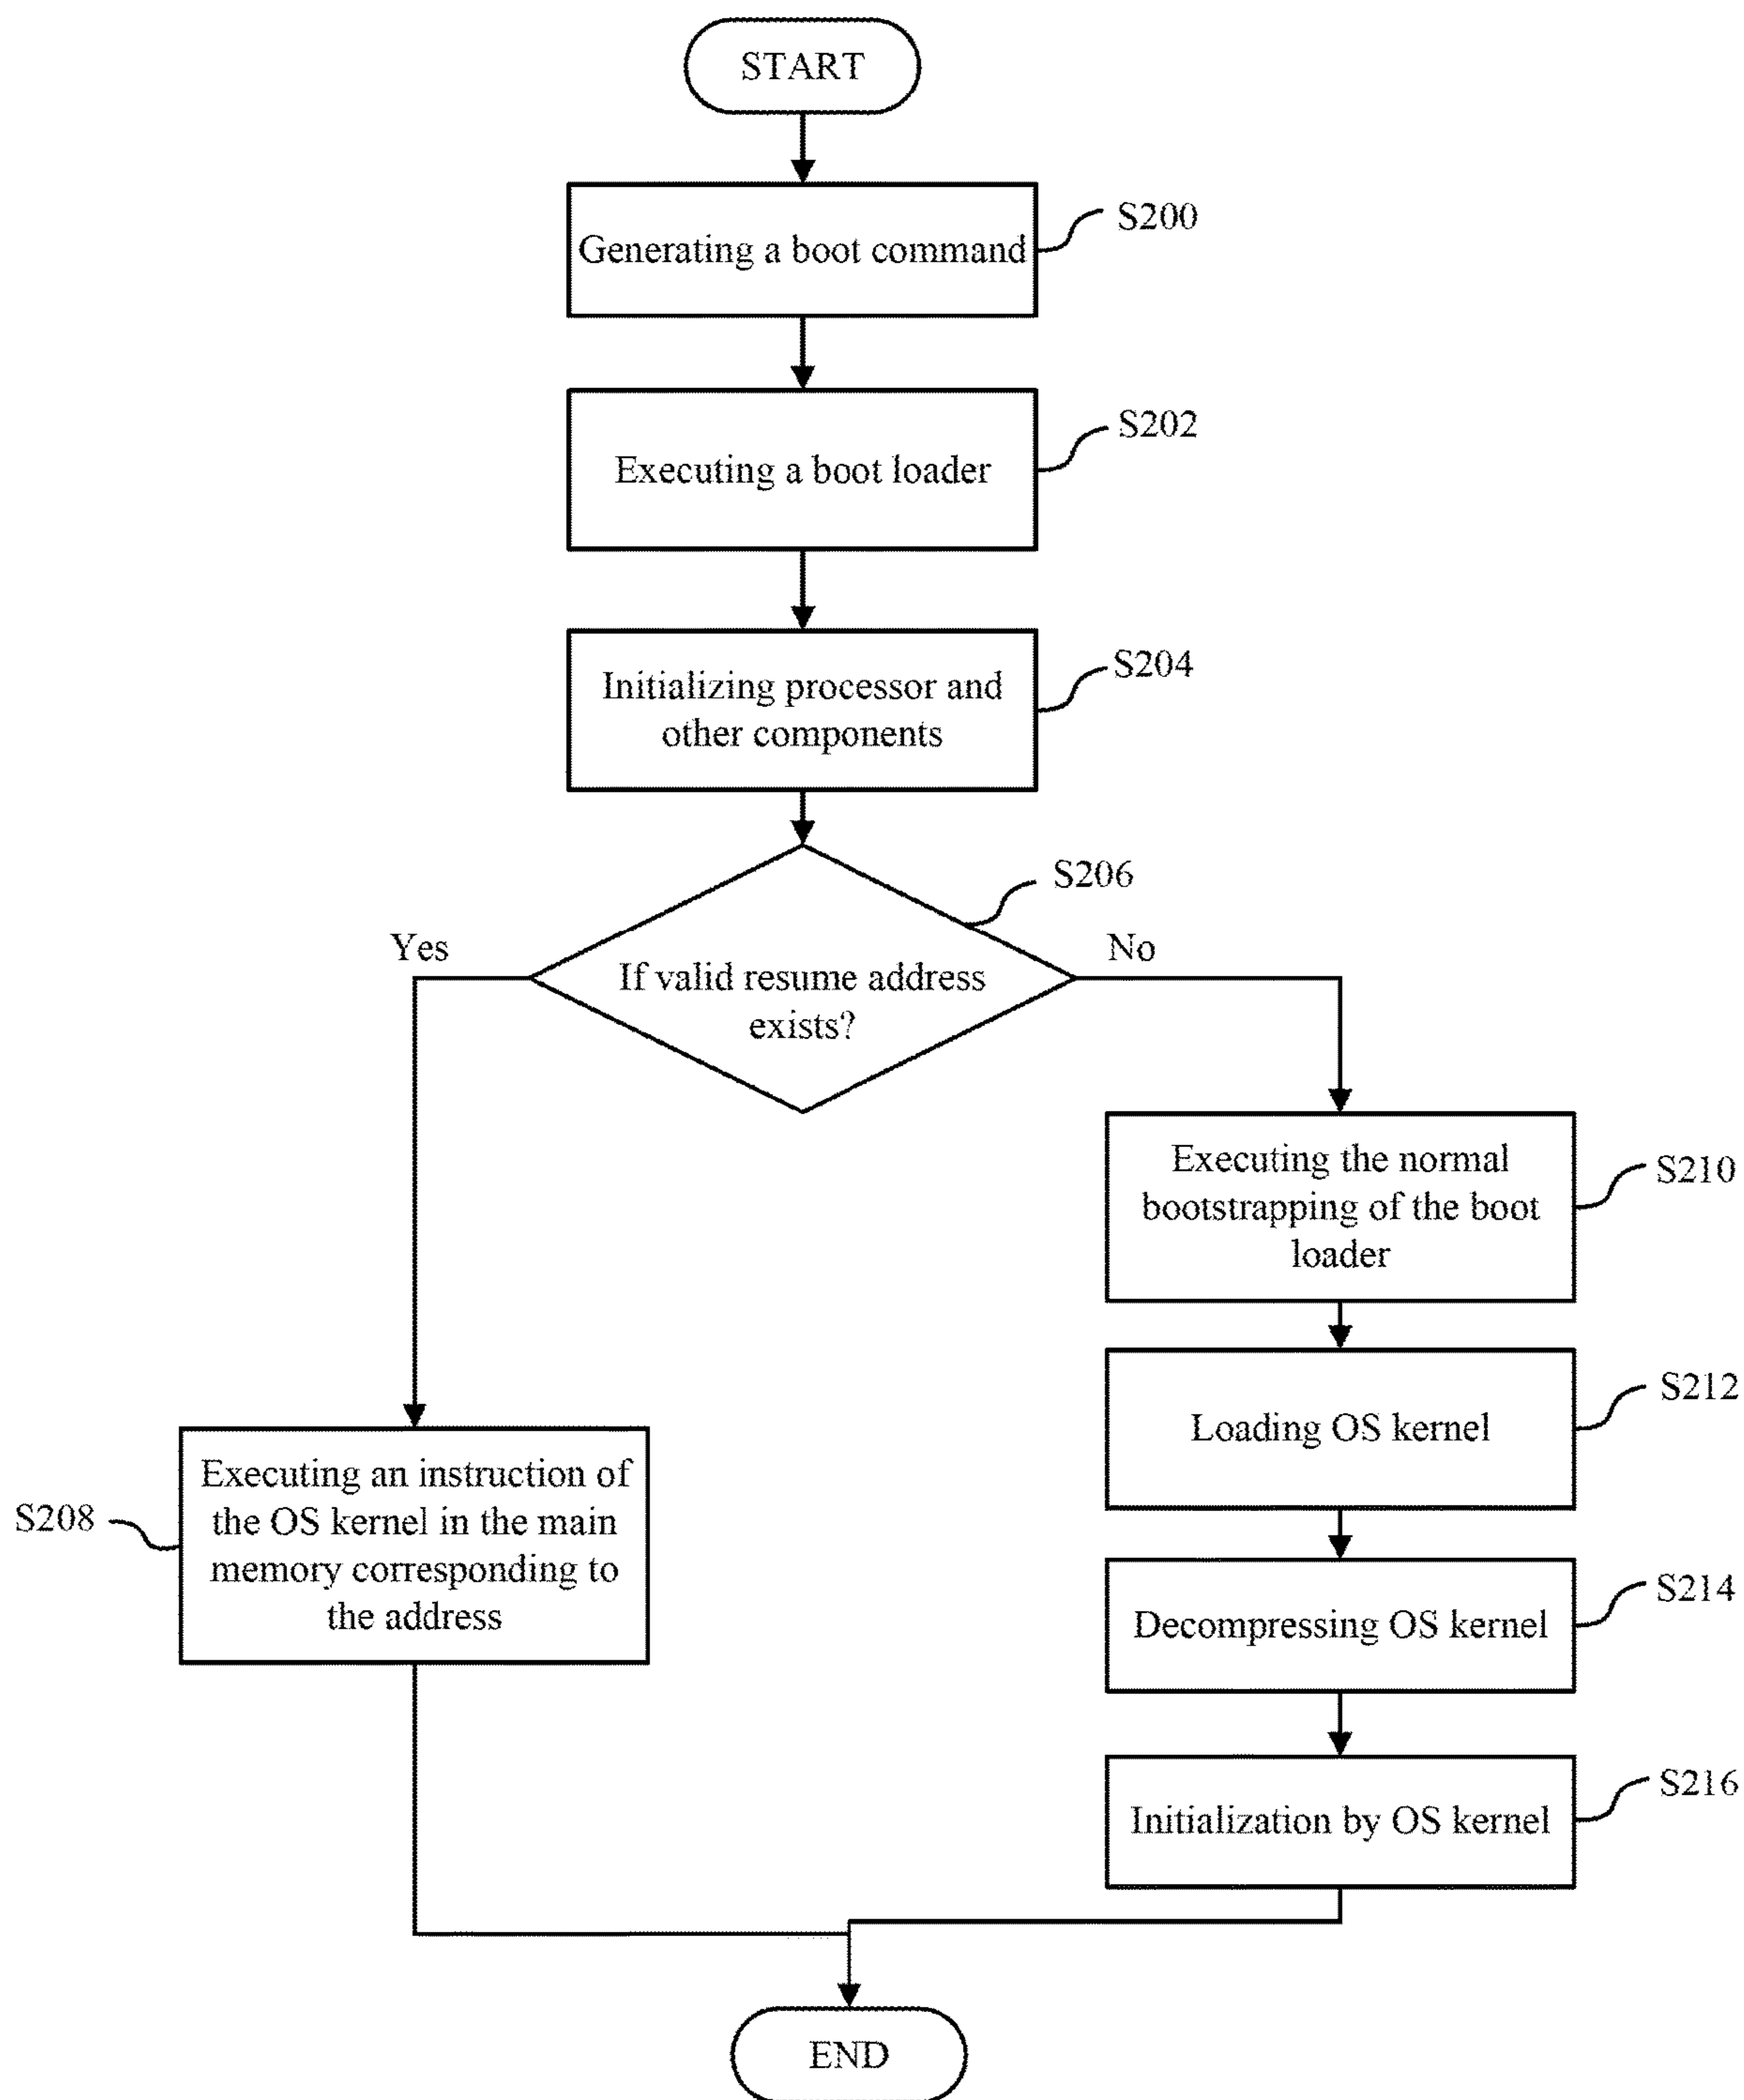 START
Generating a boot command
S200
Executing a boot loader
S202
Initializing processor and
other components
S204
S206
Yes
No
If valid resume address
exists?
Executing the normal
bootstrapping of the boot
loader
S210
Loading OS kernel
S212
S208
Executing an instruction of
the OS kernel in the main
memory corresponding to
the address
Decompressing OS kernel
S214
Initialization by OS kernel
S216
END